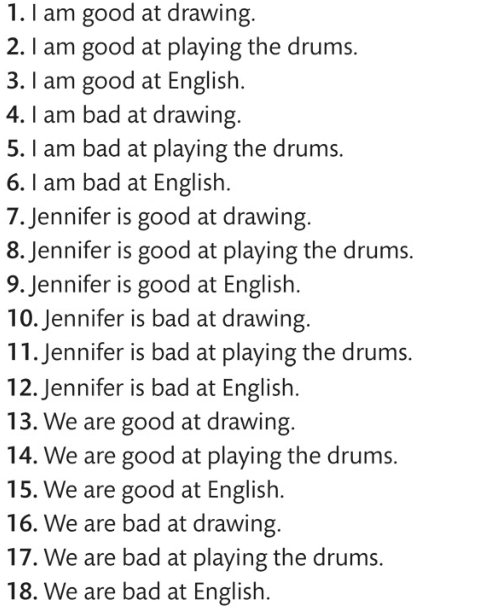 1. I am good at drawing.
2. I am good at playing the drums.
3. I am good at English.
4. I am bad at drawing.
5. I am bad at playing the drums.
6. I am bad at English.
7. Jennifer is good at drawing.
8. Jennifer is good at playing the drums.
9. Jennifer is good at English.
10. Jennifer is bad at drawing.
11. Jennifer is bad at playing the drums.
12. Jennifer is bad at English.
13. We are good at drawing.
14. We are good at playing the drums.
15. We are good at English.
16. We are bad at drawing.
17. We are bad at playing the drums.
18. We are bad at English.